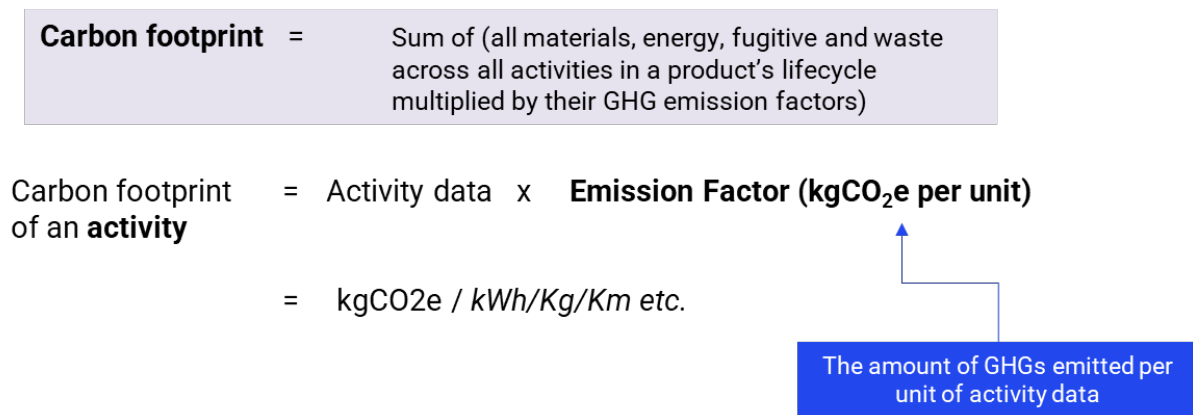 Carbon footprint = Sum of (all materials, energy, fugitive and waste
across all activities in a product's lifecycle
multiplied by their GHG emission factors)
Carbon footprint = Activity data x Emission Factor (kgCO₂e per unit)
of an activity
= kgCO2e / kWh/Kg/Km etc.
The amount of GHGs emitted per
unit of activity data